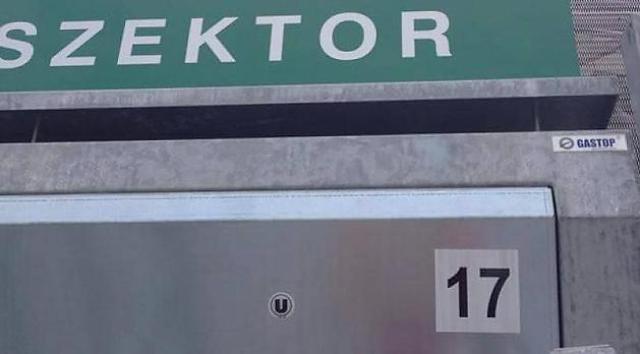 SZEKTOR
GASTOP
U
17